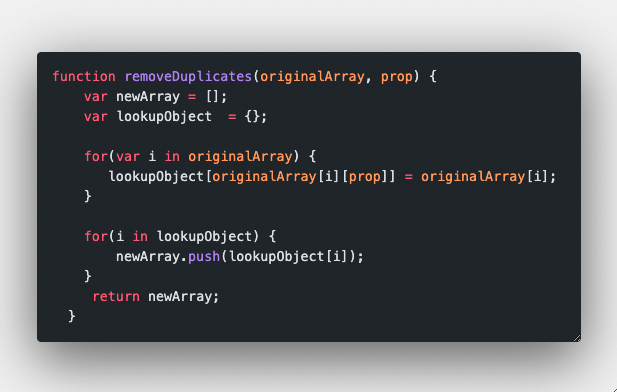 function removeDuplicates(originalArray, prop) {
    var newArray = [];
    var lookupObject  = {};

    for(var i in originalArray) {
       lookupObject[originalArray[i][prop]] = originalArray[i];
    }

    for(i in lookupObject) {
        newArray.push(lookupObject[i]);
    }
     return newArray;
  }